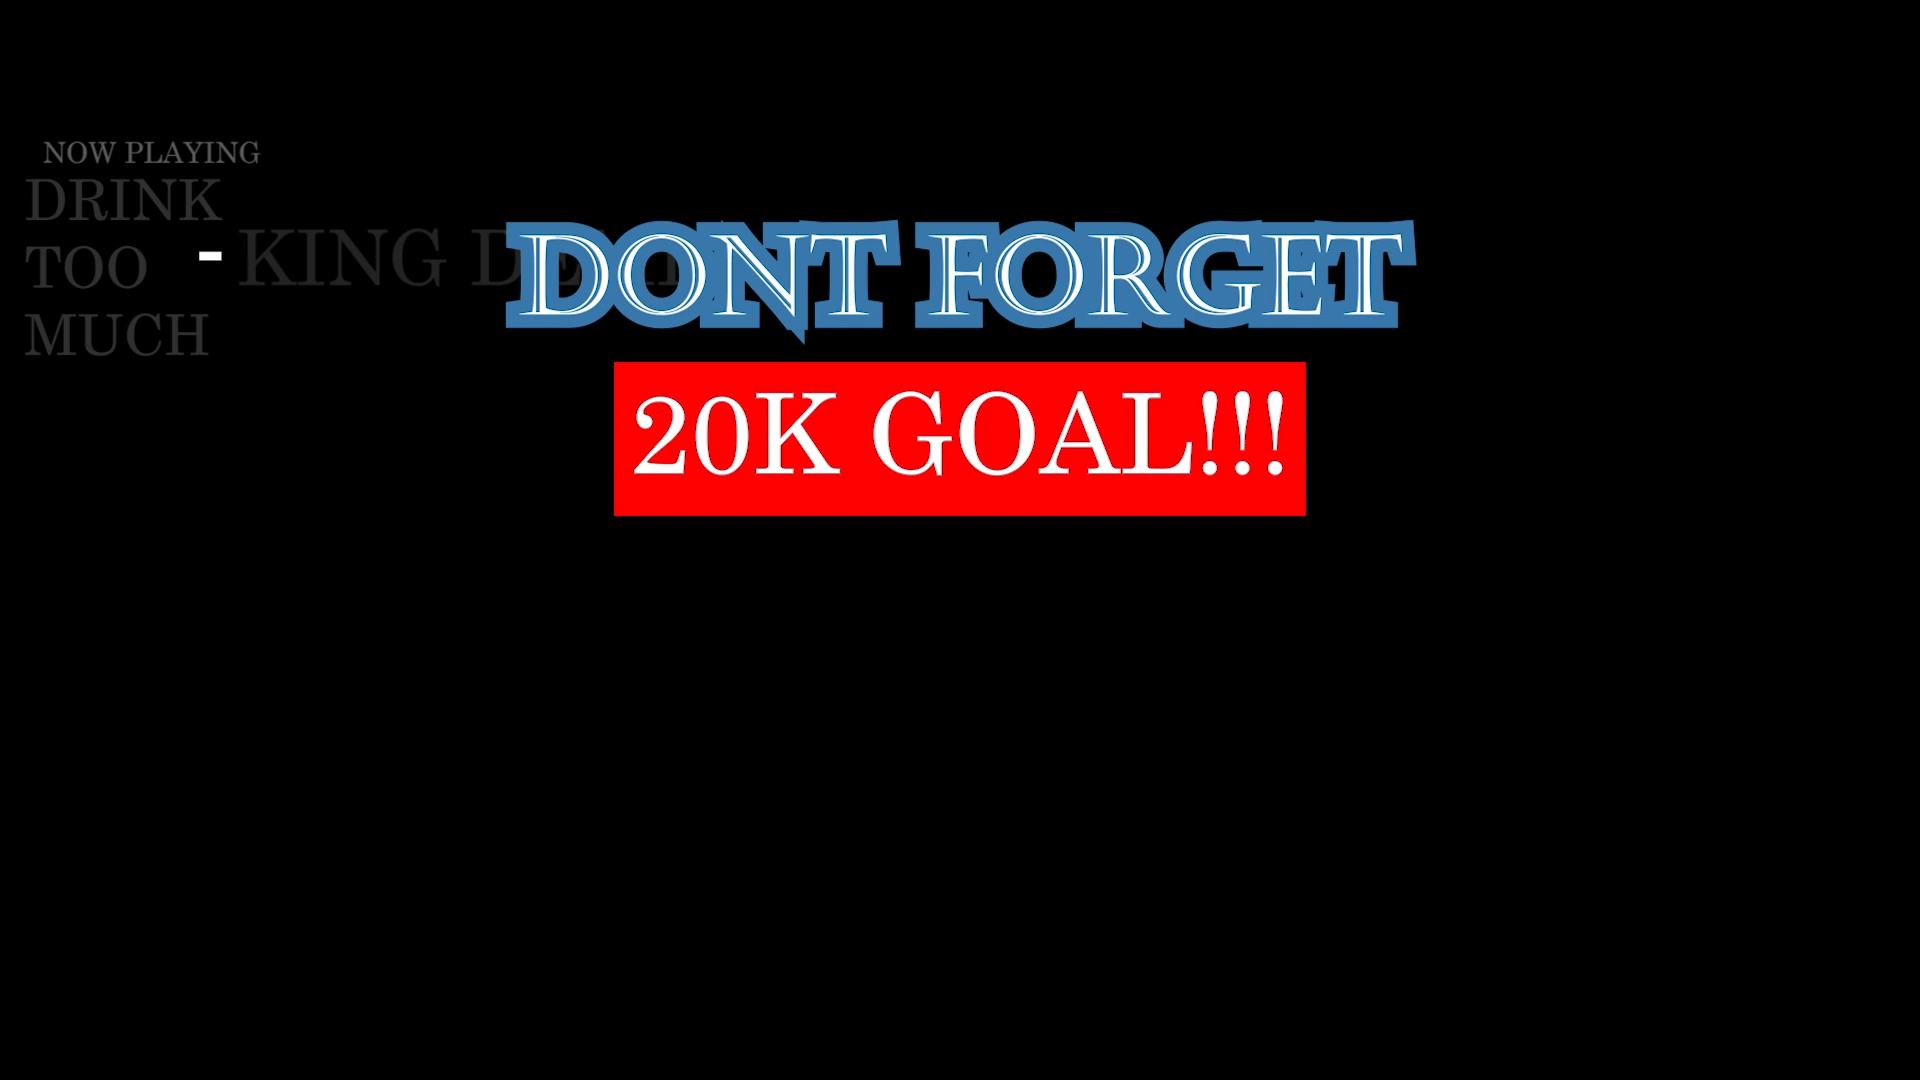 NOW PLAYING
DRINK
TOO
MUCH
- KING
DONT FORGET
20K GOAL!!!